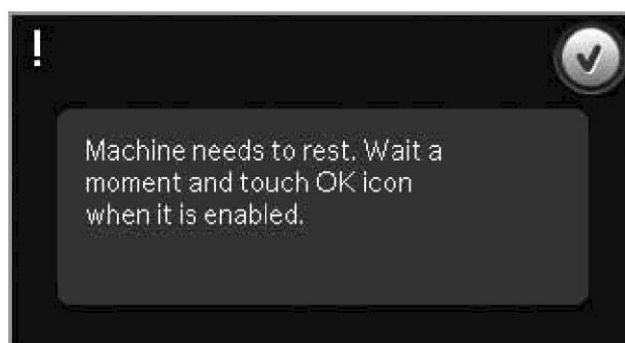 !
Machine needs to rest. Wait a
moment and touch OK icon
when it is enabled.